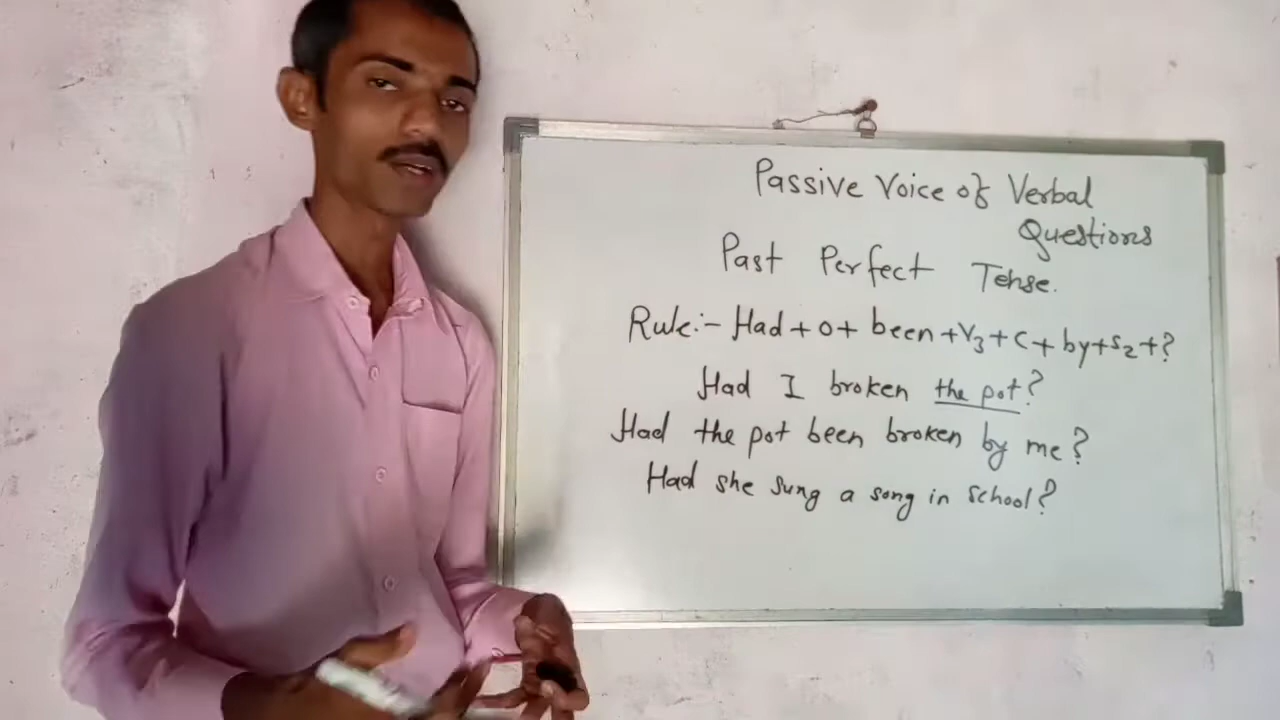 Passive Voice of Verbal
Questions
Past Perfect Tense.
Rule:- Had + o + been + V3 + C + by + S2 + ?
Had I broken the pot?
Had the pot been broken by me?
Had she sung a song in school?